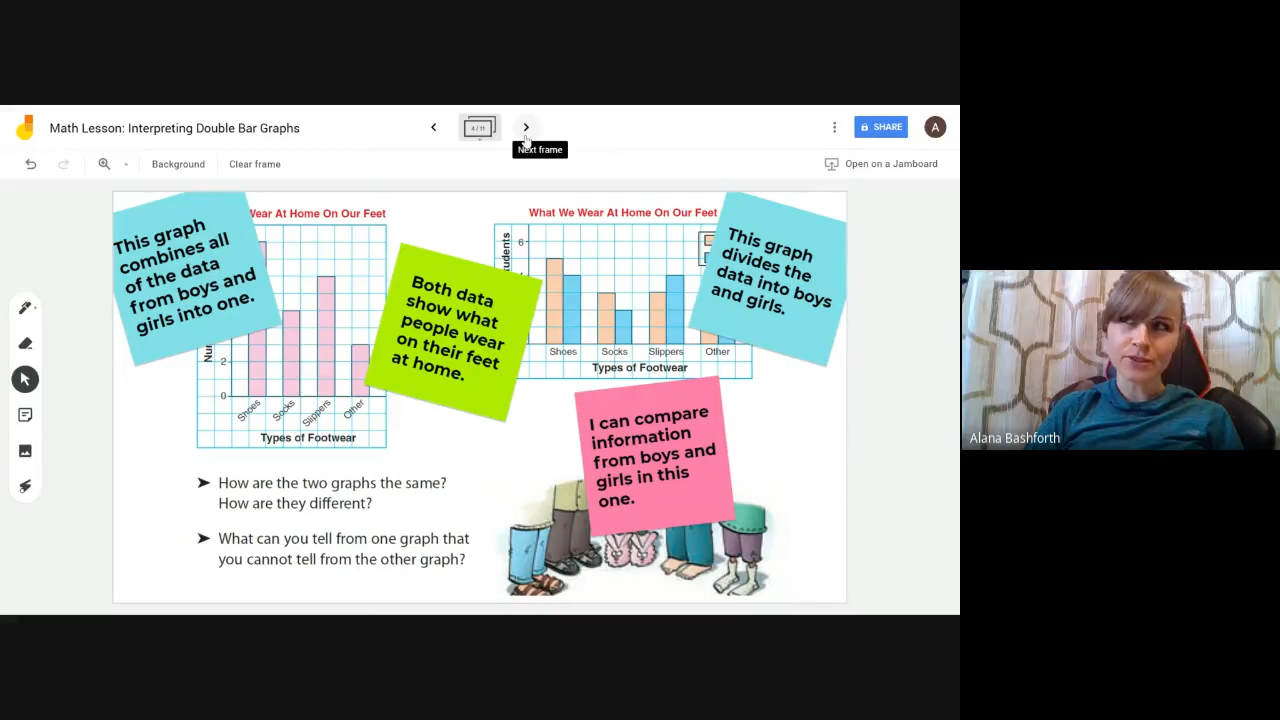 Math Lesson: Interpreting Double Bar Graphs
4 / 11
Next frame
SHARE
A
Background
Clear frame
Open on a Jamboard
This graph
combines all
of the data
from boys and
girls into one.
Wear At Home On Our Feet
2
0
Shoes
Socks
Slippers
Other
Types of Footwear
Both data
show what
people wear
on their feet
at home.
What We Wear At Home On Our Feet
6
Shoes
Socks
Slippers
Other
Types of Footwear
This graph
divides the
data into boys
and girls.
I can compare
information
from boys and
girls in this
one.
➤ How are the two graphs the same?
How are they different?
➤ What can you tell from one graph that
you cannot tell from the other graph?
Alana Bashforth